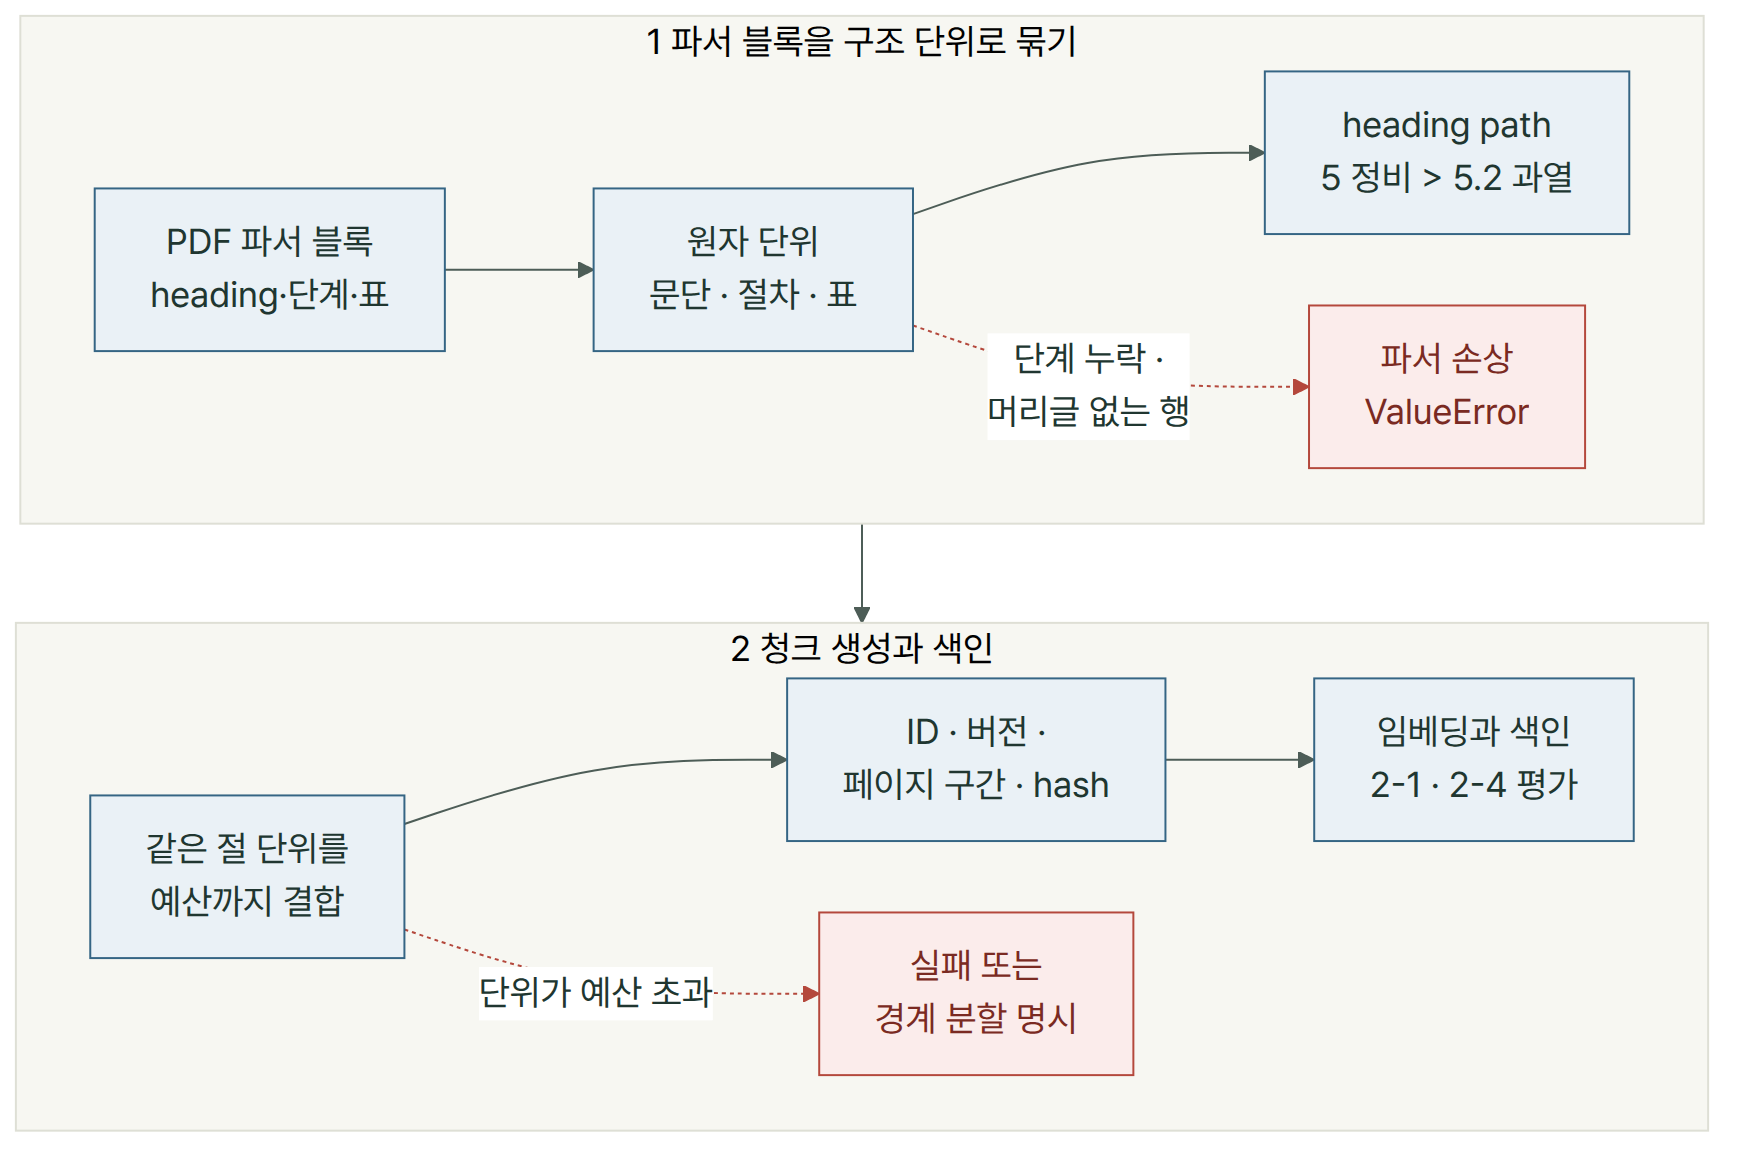 1 파서 블록을 구조 단위로 묶기
PDF 파서 블록
heading·단계·표
원자 단위
문단 · 절차 · 표
heading path
5 정비 > 5.2 과열
단계 누락 ·
머리글 없는 행
파서 손상
ValueError
2 청크 생성과 색인
같은 절 단위를
예산까지 결합
ID · 버전 ·
페이지 구간 · hash
임베딩과 색인
2-1 · 2-4 평가
단위가 예산 초과
실패 또는
경계 분할 명시